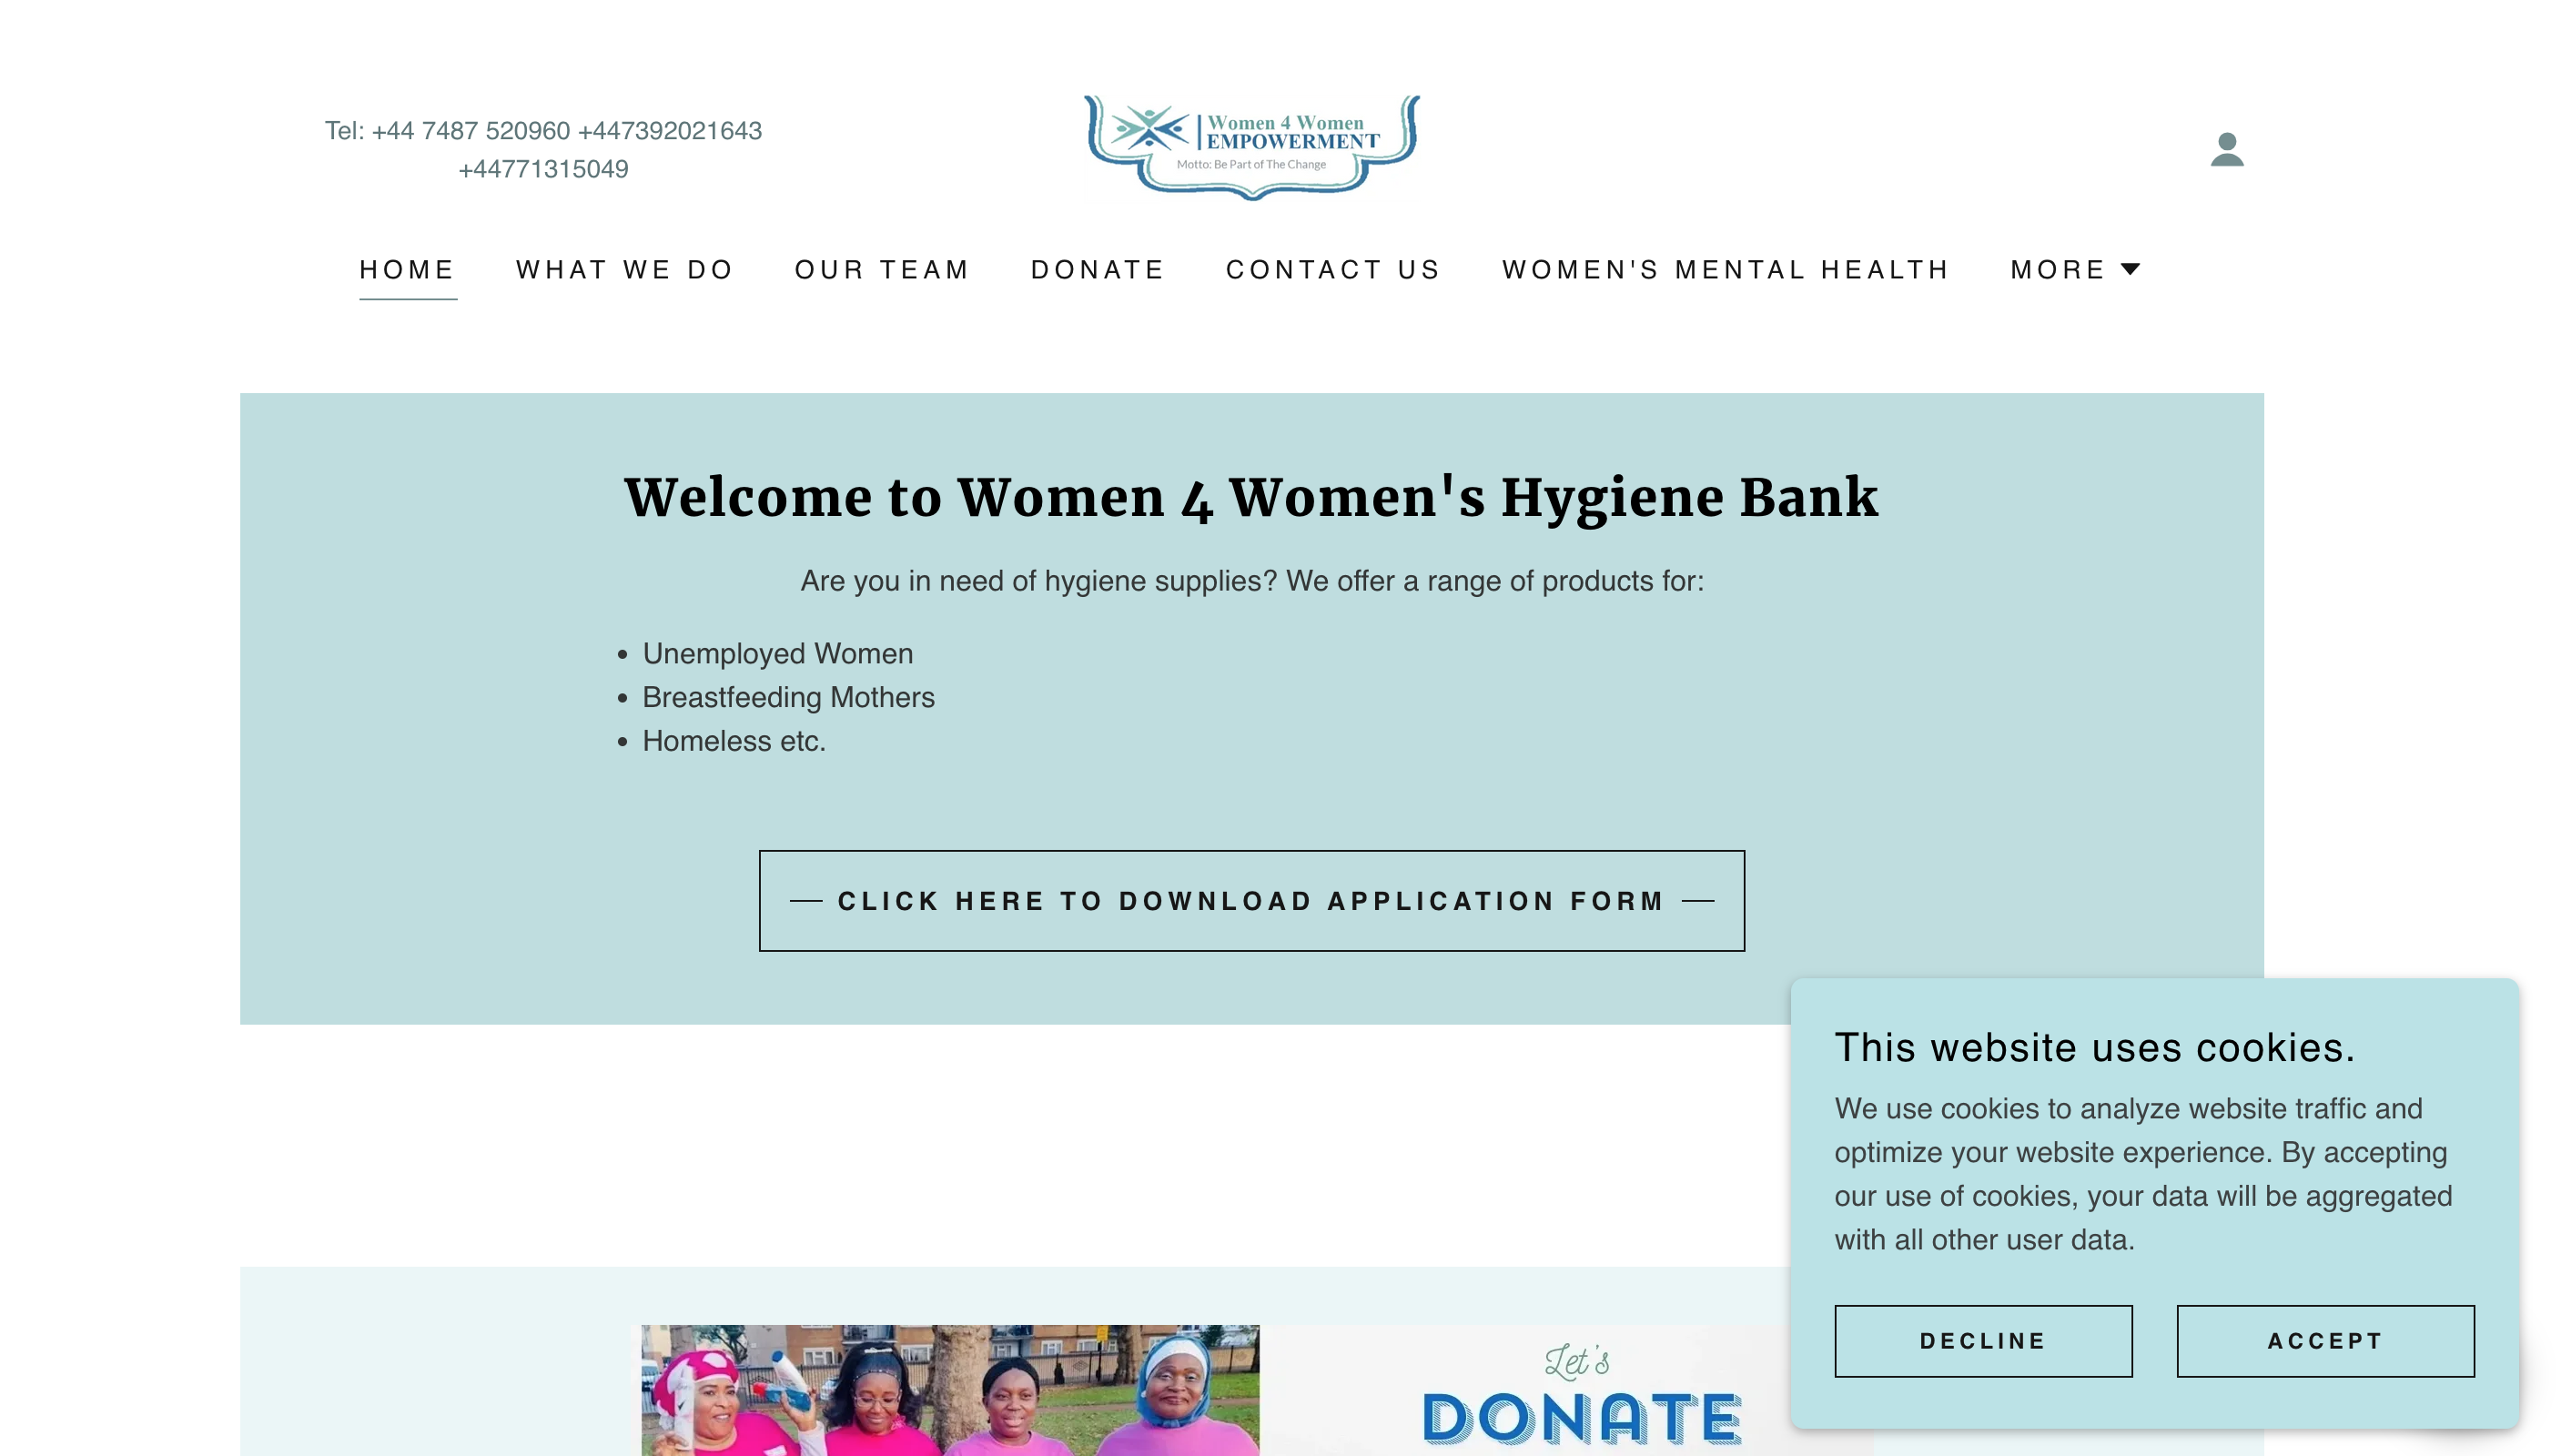 Tel: +44 7487 520960 +447392021643
+44771315049
Women 4 Women
EMPOWERMENT
Motto: Be Part of The Change
HOME
WHAT WE DO
OUR TEAM
DONATE
CONTACT US
WOMEN'S MENTAL HEALTH
MORE
Welcome to Women 4 Women's Hygiene Bank
Are you in need of hygiene supplies? We offer a range of products for:
Unemployed Women
Breastfeeding Mothers
Homeless etc.
CLICK HERE TO DOWNLOAD APPLICATION FORM
This website uses cookies.
We use cookies to analyze website traffic and
optimize your website experience. By accepting
our use of cookies, your data will be aggregated
with all other user data.
DECLINE
ACCEPT
Let's
DONATE